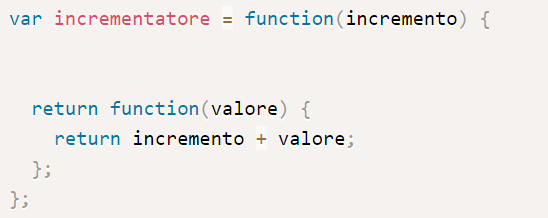 var incrementatore = function(incremento) {
  return function(valore) {
    return incremento + valore;
  };
};